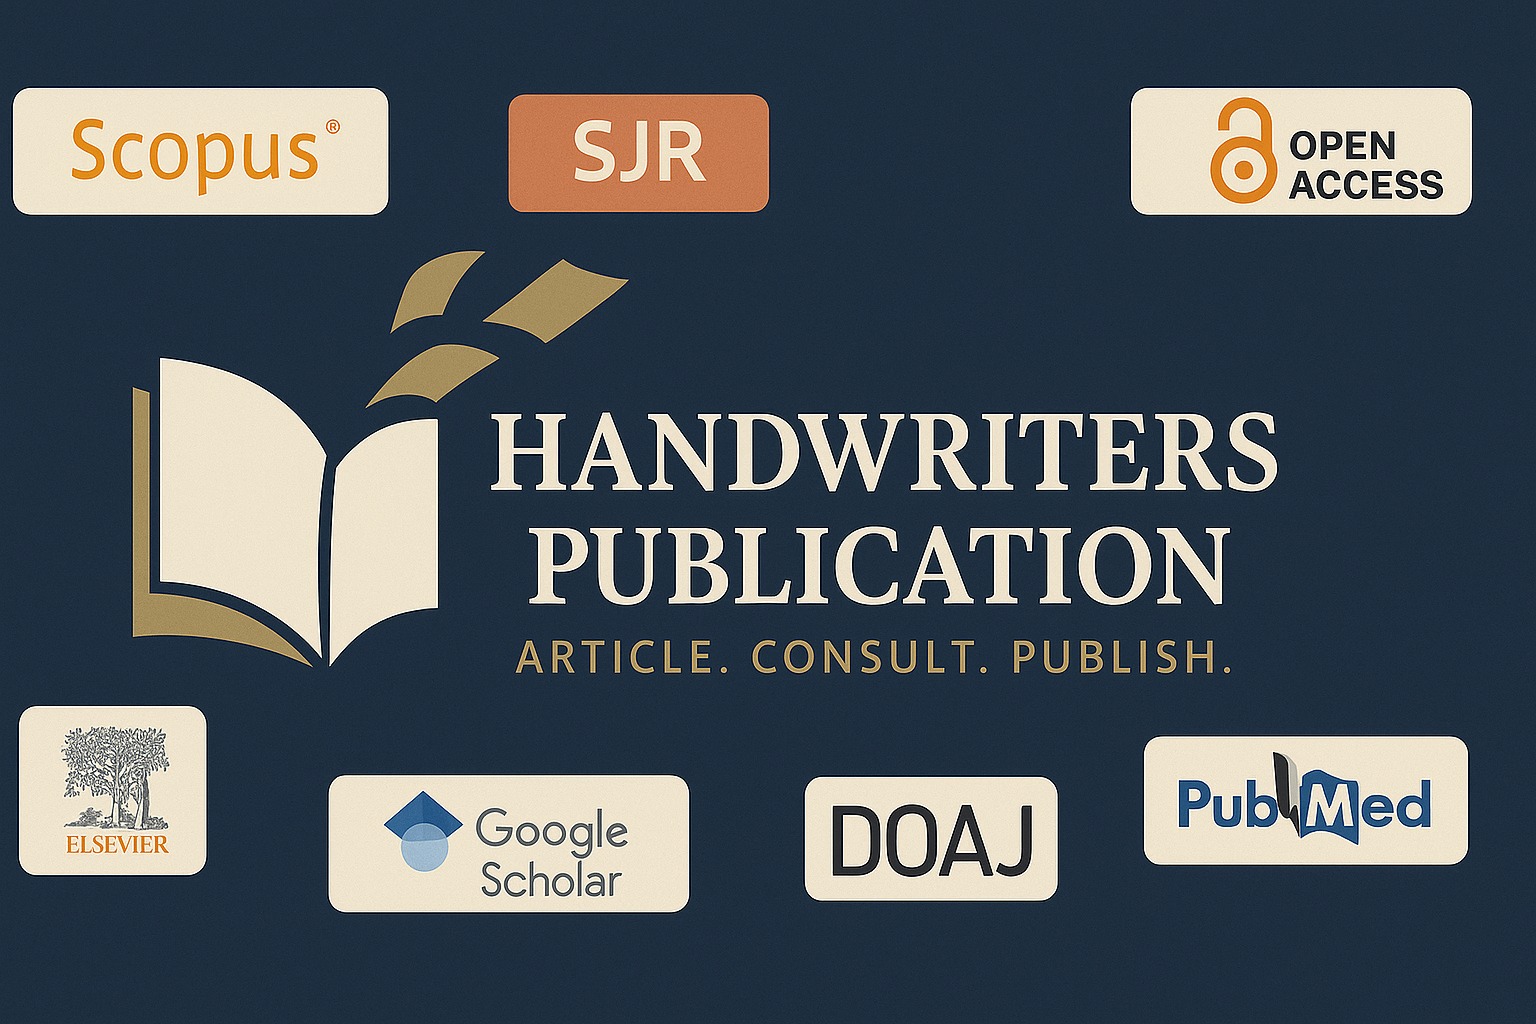 Scopus®
SJR
OPEN
ACCESS
HANDWRITERS
PUBLICATION
ARTICLE. CONSULT. PUBLISH.
ELSEVIER
Google
Scholar
DOAJ
PubMed